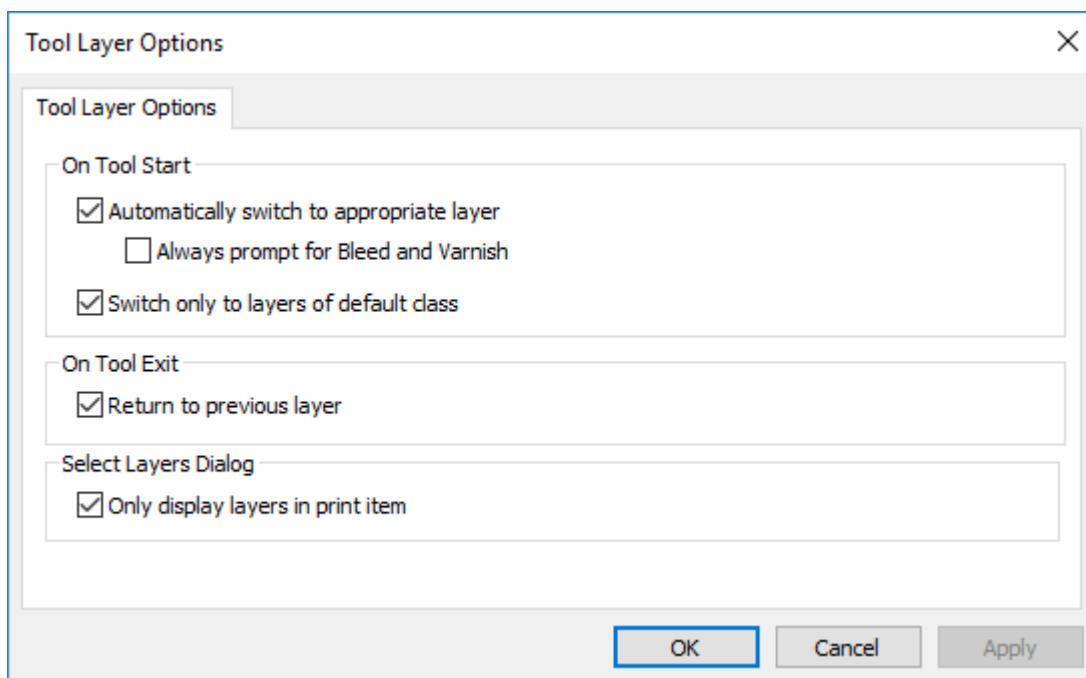 Tool Layer Options
Tool Layer Options
On Tool Start
Automatically switch to appropriate layer
Always prompt for Bleed and Varnish
Switch only to layers of default class
On Tool Exit
Return to previous layer
Select Layers Dialog
Only display layers in print item
OK Cancel Apply